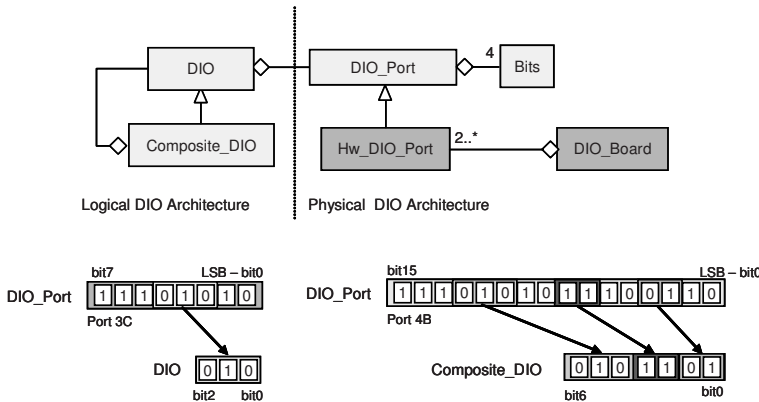 DIO
DIO_Port
4
Bits
Composite_DIO
Hw_DIO_Port
2..*
DIO_Board
Logical DIO Architecture
Physical DIO Architecture
bit7
LSB – bit0
DIO_Port
1 1 1 0 1 0 1 0
Port 3C
DIO
0 1 0
bit2
bit0
bit15
LSB – bit0
DIO_Port
1 1 1 0 1 0 1 0 1 1 1 0 0 1 1 0
Port 4B
Composite_DIO
0 1 0 1 1 0 1
bit6
bit0